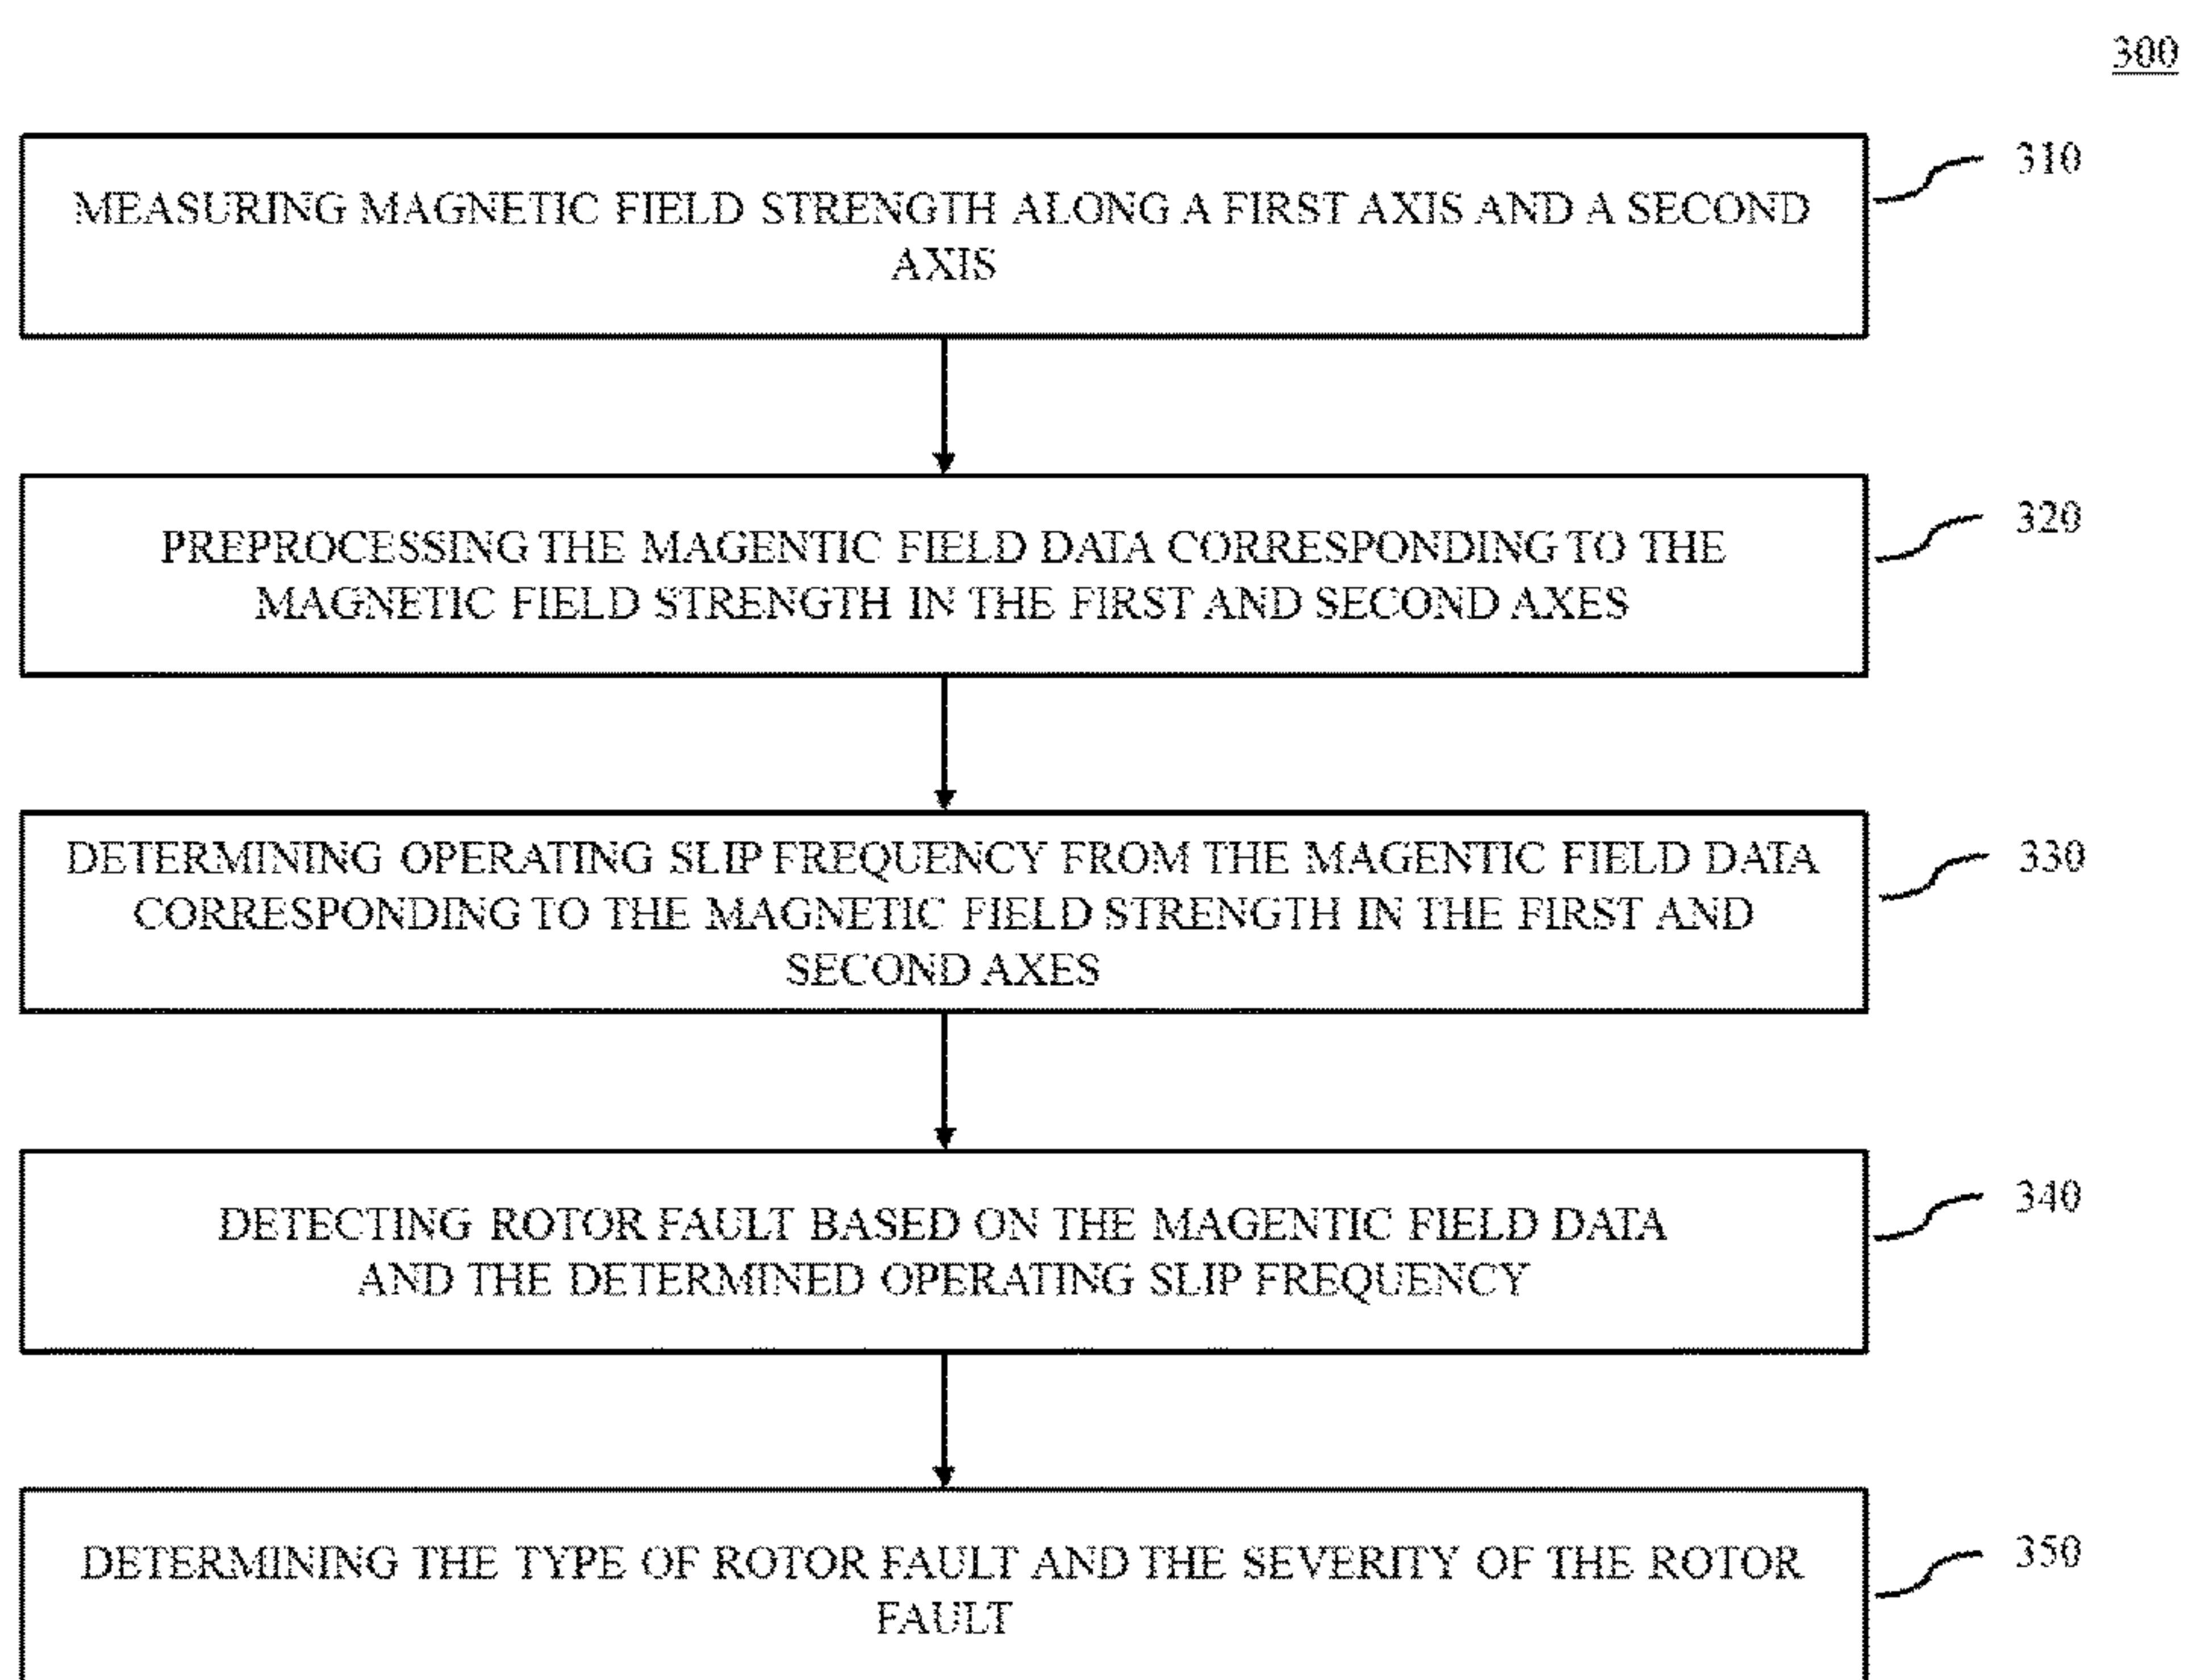 300
310
MEASURING MAGNETIC FIELD STRENGTH ALONG A FIRST AXIS AND A SECOND
AXIS
320
PREPROCESSING THE MAGENTIC FIELD DATA CORRESPONDING TO THE
MAGNETIC FIELD STRENGTH IN THE FIRST AND SECOND AXES
330
DETERMINING OPERATING SLIP FREQUENCY FROM THE MAGENTIC FIELD DATA
CORRESPONDING TO THE MAGNETIC FIELD STRENGTH IN THE FIRST AND
SECOND AXES
340
DETECTING ROTOR FAULT BASED ON THE MAGENTIC FIELD DATA
AND THE DETERMINED OPERATING SLIP FREQUENCY
350
DETERMINING THE TYPE OF ROTOR FAULT AND THE SEVERITY OF THE ROTOR
FAULT